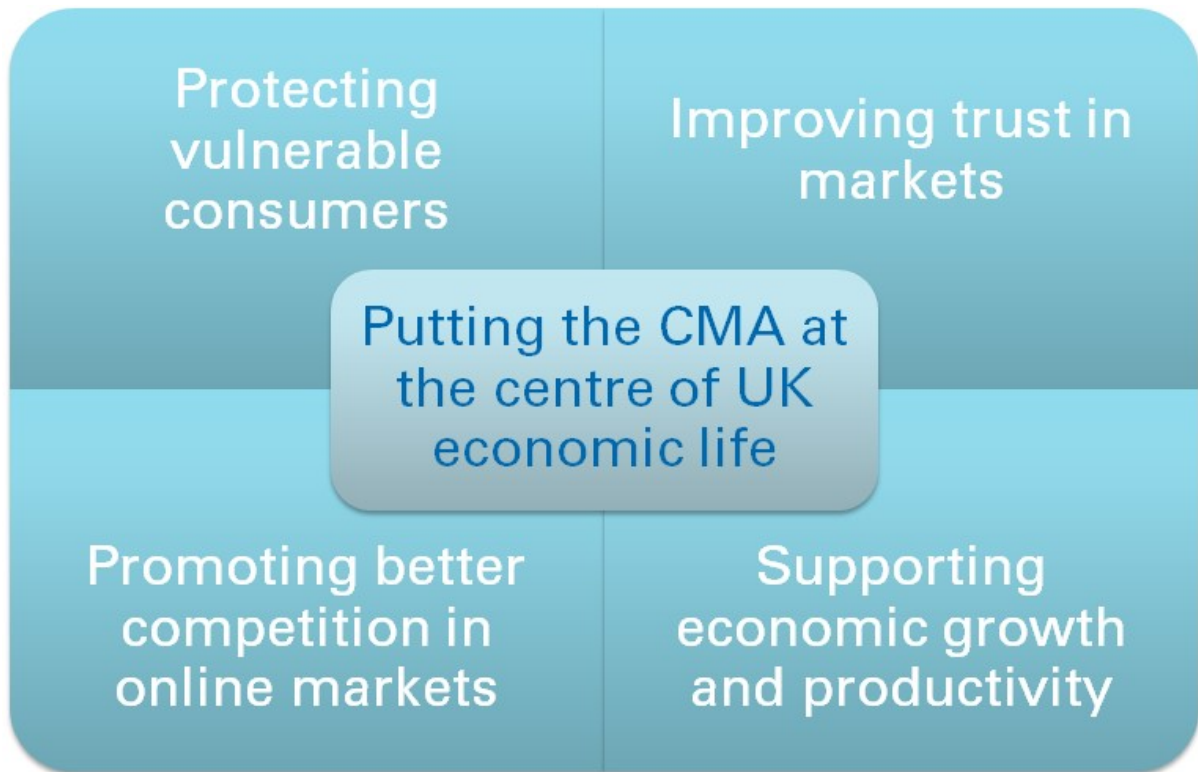 Protecting
vulnerable
consumers
Improving trust in
markets
Putting the CMA at
the centre of UK
economic life
Promoting better
competition in
online markets
Supporting
economic growth
and productivity